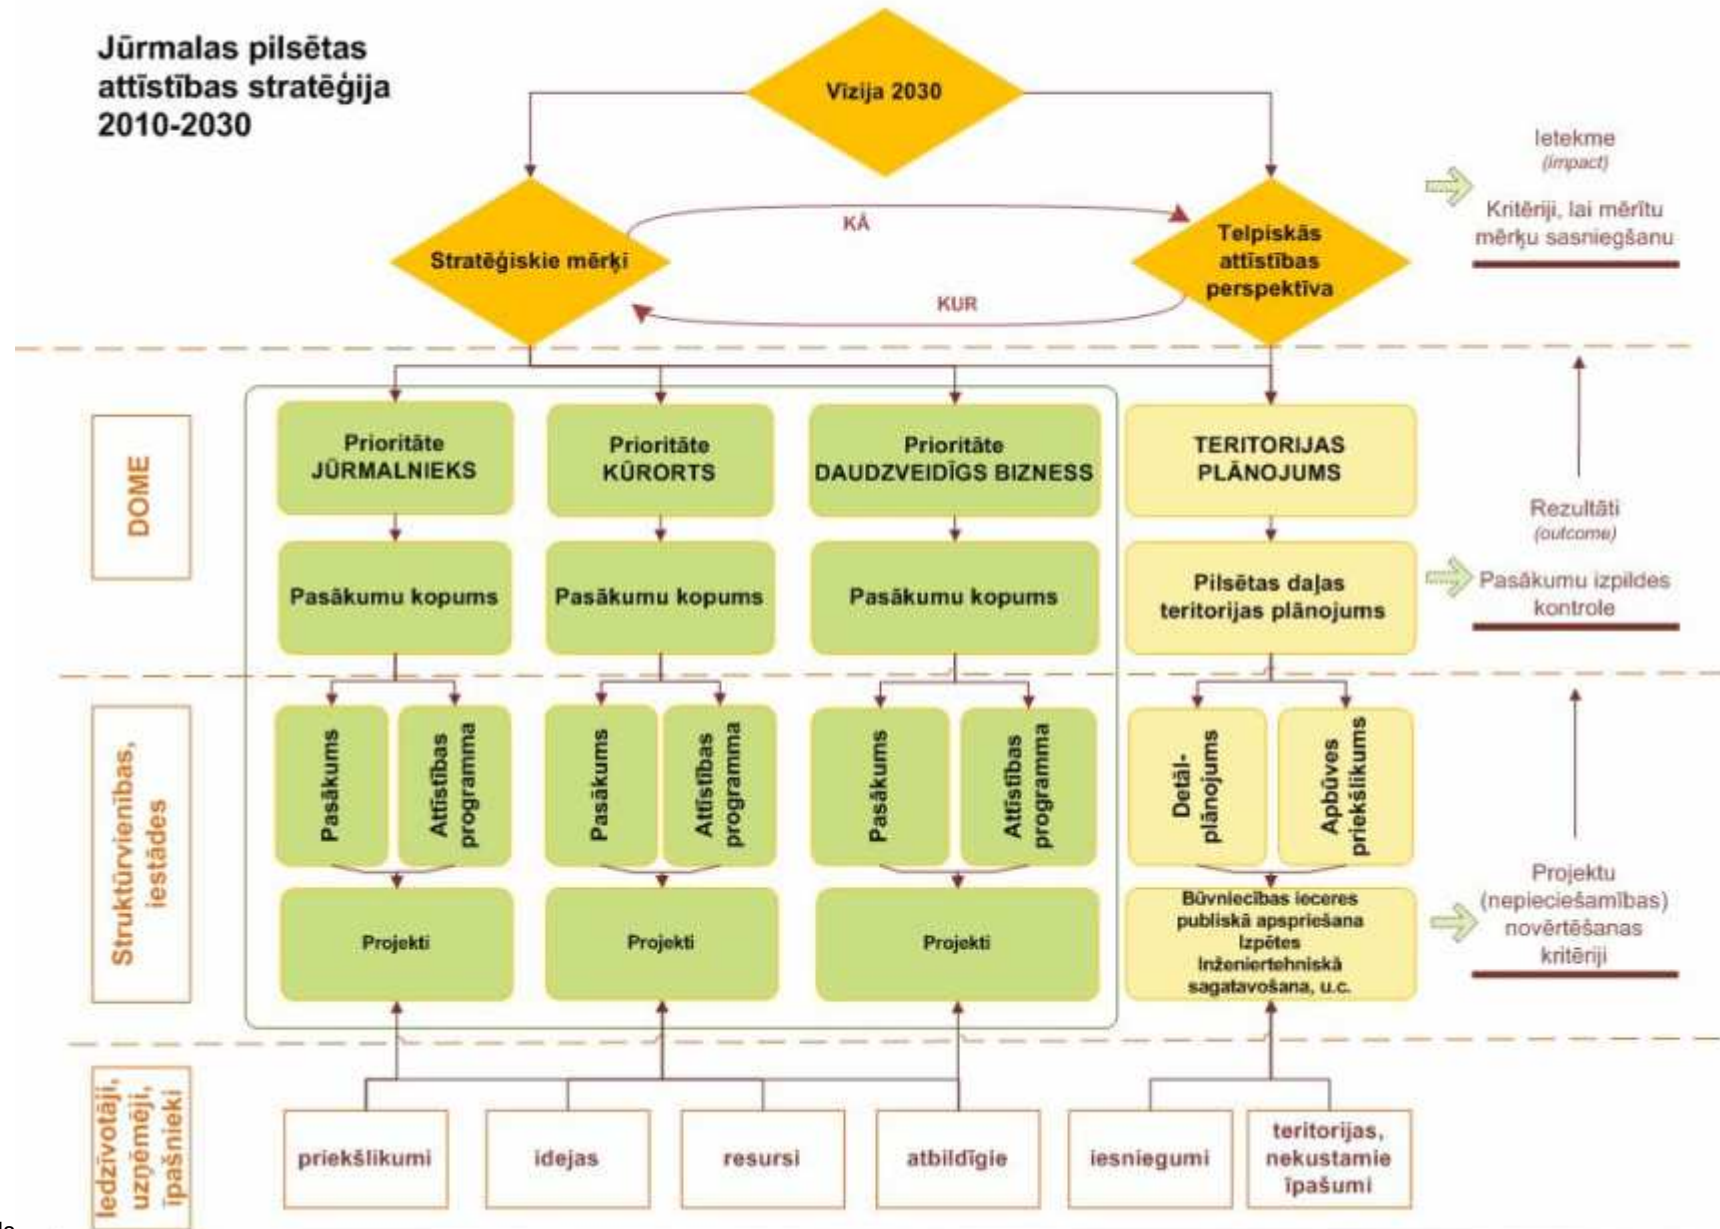 Jūrmalas pilsētas
attīstības stratēģija
2010-2030
Vīzija 2030
Ietekme
(impact)
Kritēriji, lai mērītu
mērķu sasniegšanu
KĀ
Stratēģiskie mērķi
Telpiskās
attīstības
perspektīva
KUR
DOME
Prioritāte
JŪRMALNIEKS
Prioritāte
KŪRORTS
Prioritāte
DAUDZVEIDĪGS BIZNESS
TERITORIJAS
PLĀNOJUMS
Rezultāti
(outcome)
Pasākumu izpildes
kontrole
Pasākumu kopums
Pasākumu kopums
Pasākumu kopums
Pilsētas daļas
teritorijas plānojums
Struktūrvienības,
iestādes
Pasākums
Attīstības
programma
Pasākums
Attīstības
programma
Pasākums
Attīstības
programma
Detāl-
plānojums
Apbūves
priekšlikums
Projekti
Projekti
Projekti
Būvniecības ieceres
publiskā apspriešana
Izpētes
Inženiertehniskā
sagatavošana, u.c.
Projektu
(nepieciešamības)
novērtēšanas
kritēriji
Iedzīvotāji,
uzņēmēji,
īpašnieki
priekšlikumi
idejas
resursi
atbildīgie
iesniegumi
teritorijas,
nekustamie
īpašumi